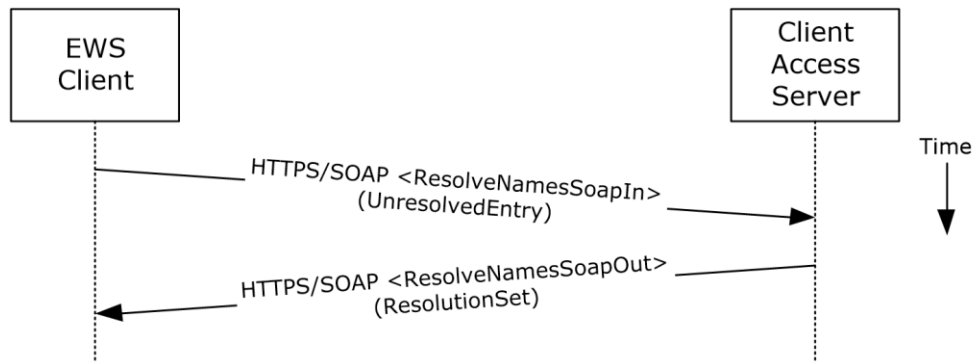 EWS
Client
Client
Access
Server
Time
HTTPS/SOAP <ResolveNamesSoapIn>
(UnresolvedEntry)
HTTPS/SOAP <ResolveNamesSoapOut>
(ResolutionSet)